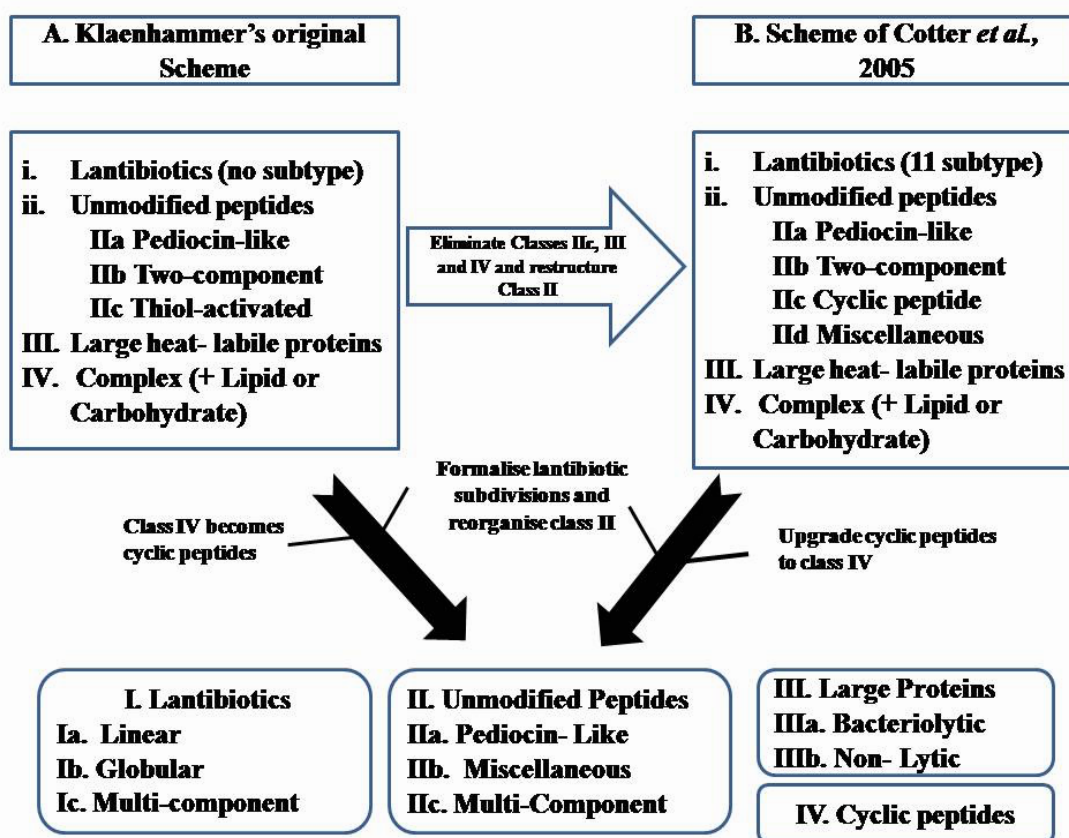 A. Klaenhammer's original
Scheme
B. Scheme of Cotter et al.,
2005
i. Lantibiotics (no subtype)
ii. Unmodified peptides
IIa Pediocin-like
IIb Two-component
IIc Thiol-activated
III. Large heat- labile proteins
IV. Complex (+ Lipid or
Carbohydrate)
Eliminate Classes IIc, III
and IV and restructure
Class II
i. Lantibiotics (11 subtype)
ii. Unmodified peptides
IIa Pediocin-like
IIb Two-component
IIc Cyclic peptide
IId Miscellaneous
III. Large heat- labile proteins
IV. Complex (+ Lipid or
Carbohydrate)
Class IV becomes
cyclic peptides
Formalise lantibiotic
subdivisions and
reorganise class II
Upgrade cyclic peptides
to class IV
I. Lantibiotics
Ia. Linear
Ib. Globular
Ic. Multi-component
II. Unmodified Peptides
IIa. Pediocin- Like
IIb. Miscellaneous
IIc. Multi-Component
III. Large Proteins
IIIa. Bacteriolytic
IIIb. Non- Lytic
IV. Cyclic peptides